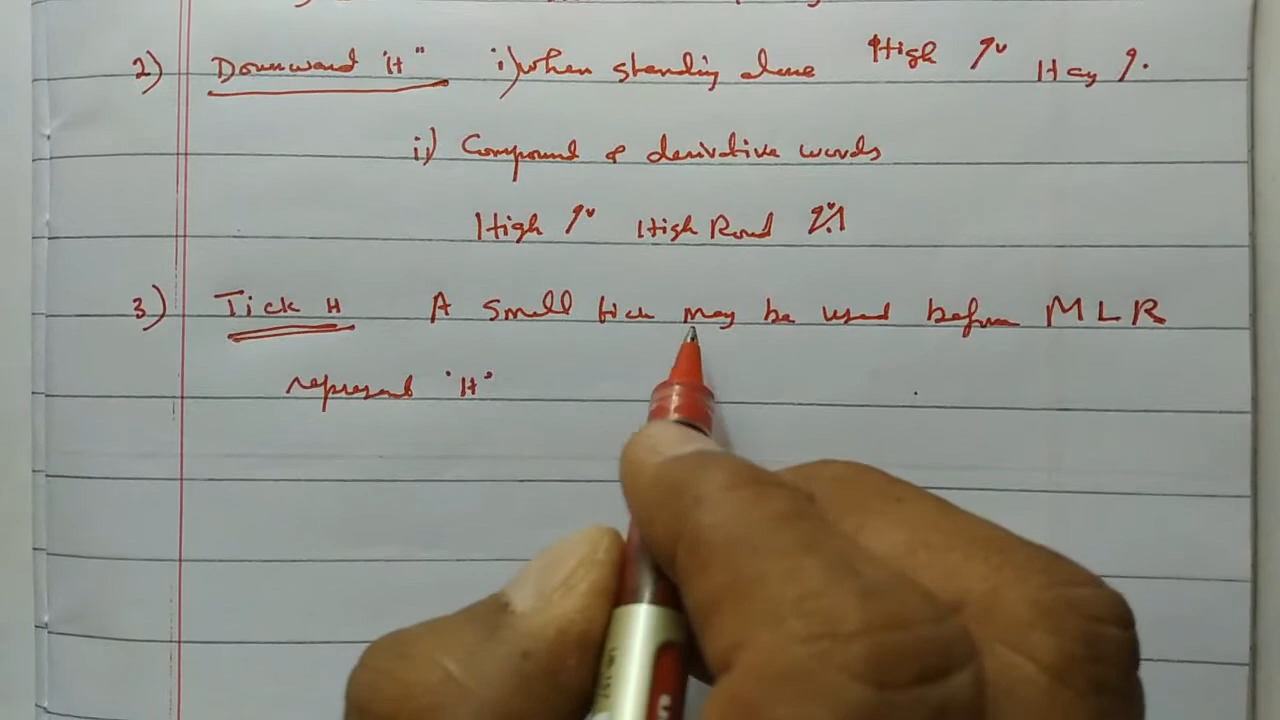 2) Downward "H" i) when standing alone High Hay
ii) Compound & derivative words
High High Road
3) Tick H A small tick may be used before M L R
represent "H"